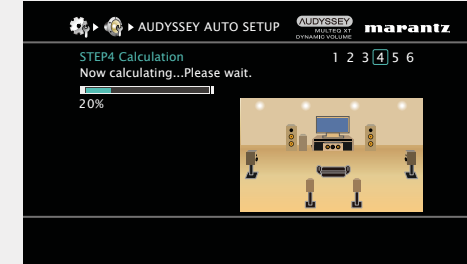 AUDYSSEY AUTO SETUP
AUDYSSEY
MULTEQ XT
DYNAMIC VOLUME
marantz
STEP4 Calculation
1 2 3 4 5 6
Now calculating...Please wait.
20%